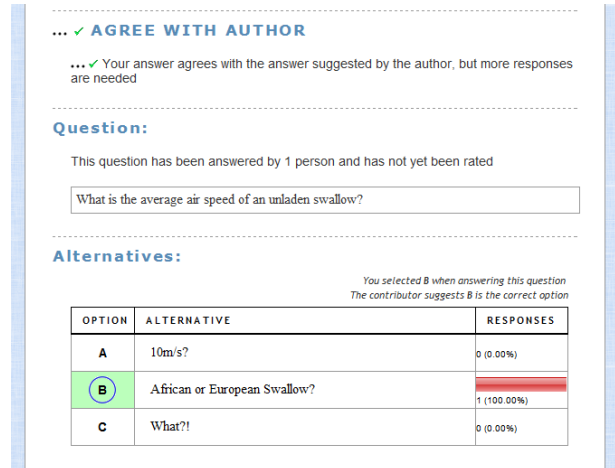 ... ✓ AGREE WITH AUTHOR
... ✓ Your answer agrees with the answer suggested by the author, but more responses
are needed
Question:
This question has been answered by 1 person and has not yet been rated
What is the average air speed of an unladen swallow?
Alternatives:
You selected B when answering this question
The contributor suggests B is the correct option
OPTION ALTERNATIVE RESPONSES
A 10m/s? 0 (0.00%)
B African or European Swallow? 1 (100.00%)
C What?! 0 (0.00%)